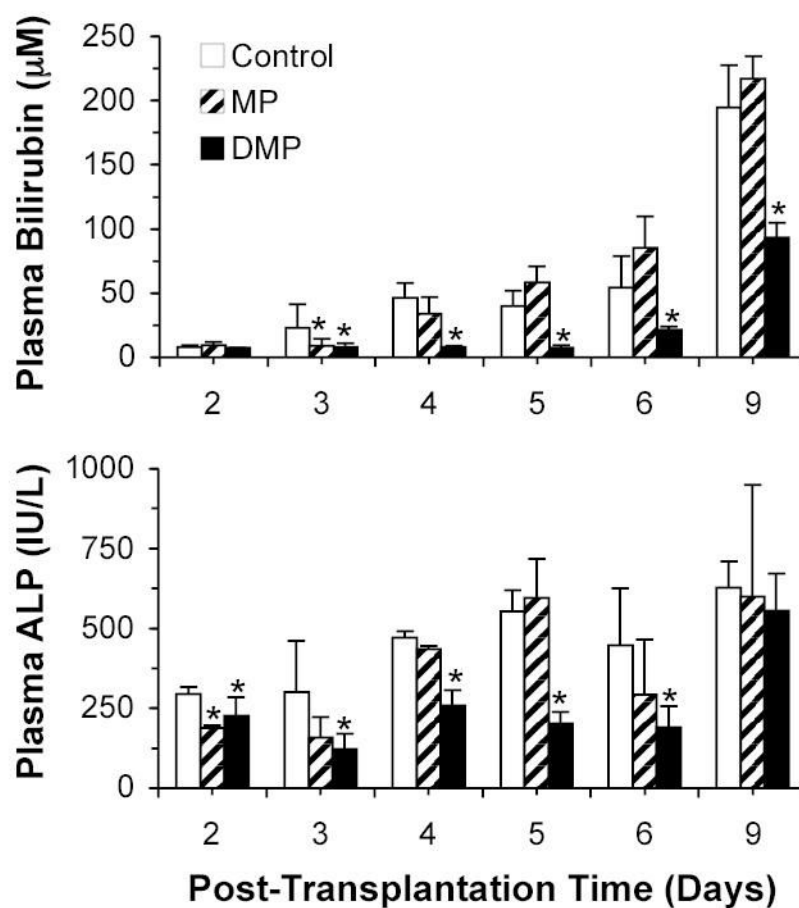 Plasma Bilirubin (µM)
250
200
150
100
50
0
Control
MP
DMP
* * * * * *
2 3 4 5 6 9
Plasma ALP (IU/L)
1000
750
500
250
0
* * * * * *
2 3 4 5 6 9
Post-Transplantation Time (Days)